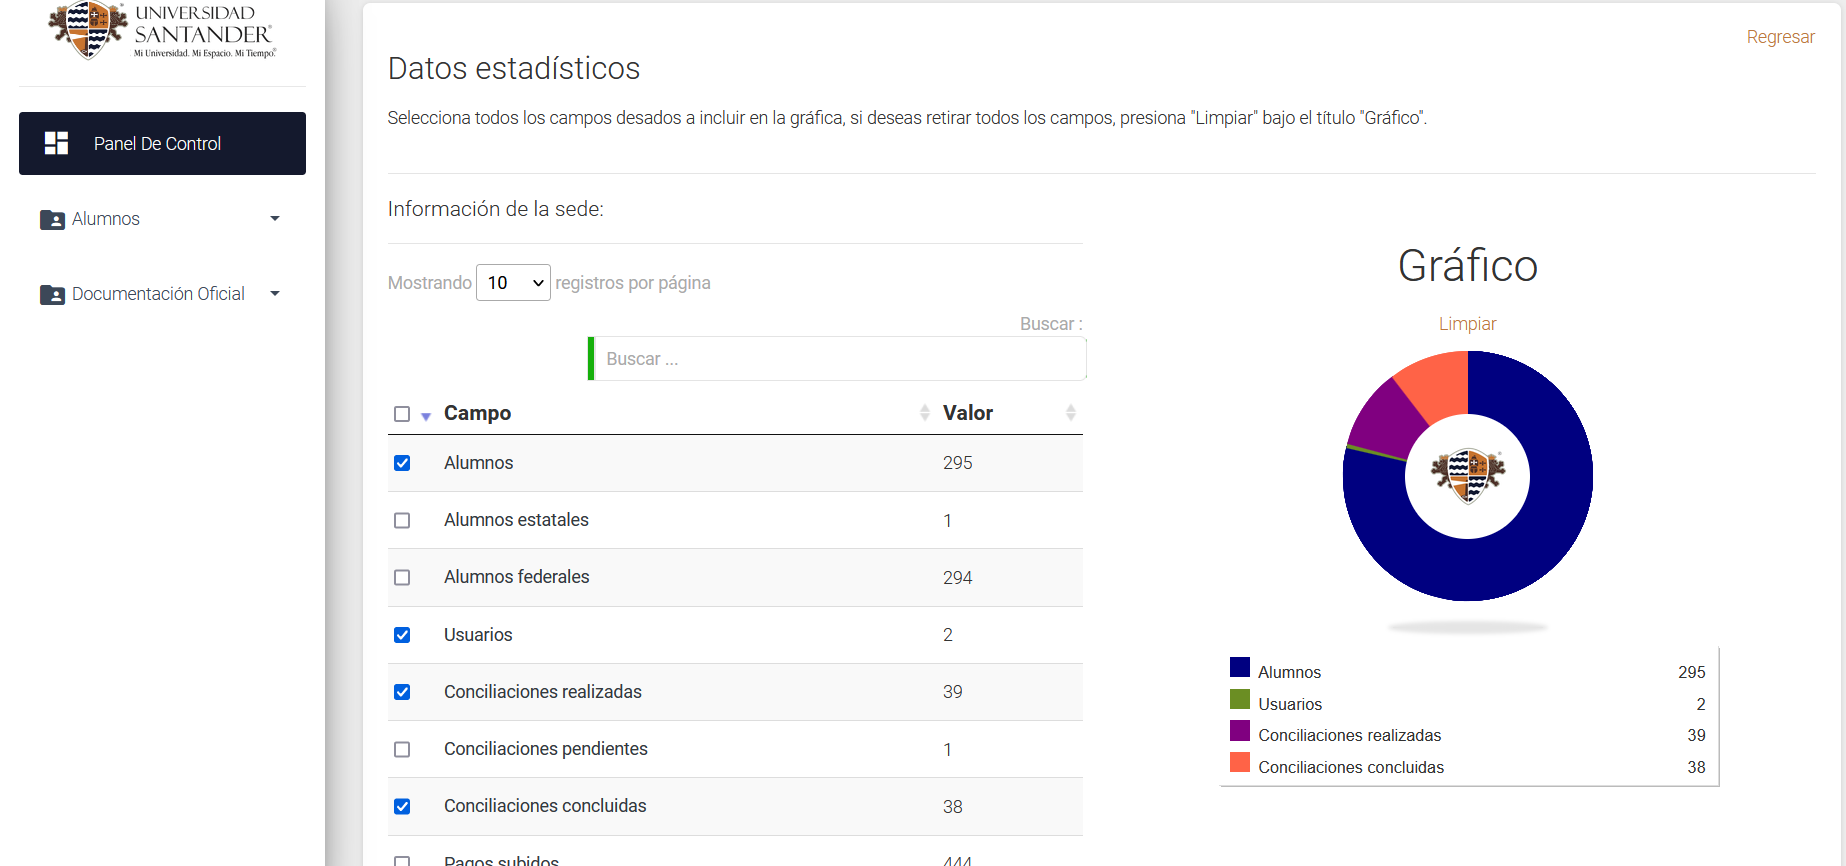 UNIVERSIDAD
SANTANDER®
Mi Universidad. Mi Espacio. Mi Tiempo.®
Panel De Control
Alumnos
Documentación Oficial
Regresar
Datos estadísticos
Selecciona todos los campos desados a incluir en la gráfica, si deseas retirar todos los campos, presiona "Limpiar" bajo el título "Gráfico".
Información de la sede:
Mostrando 10 registros por página
Buscar :
Buscar ...
Campo Valor
Alumnos 295
Alumnos estatales 1
Alumnos federales 294
Usuarios 2
Conciliaciones realizadas 39
Conciliaciones pendientes 1
Conciliaciones concluidas 38
Pagos subidos 444
Gráfico
Limpiar
Alumnos 295
Usuarios 2
Conciliaciones realizadas 39
Conciliaciones concluidas 38